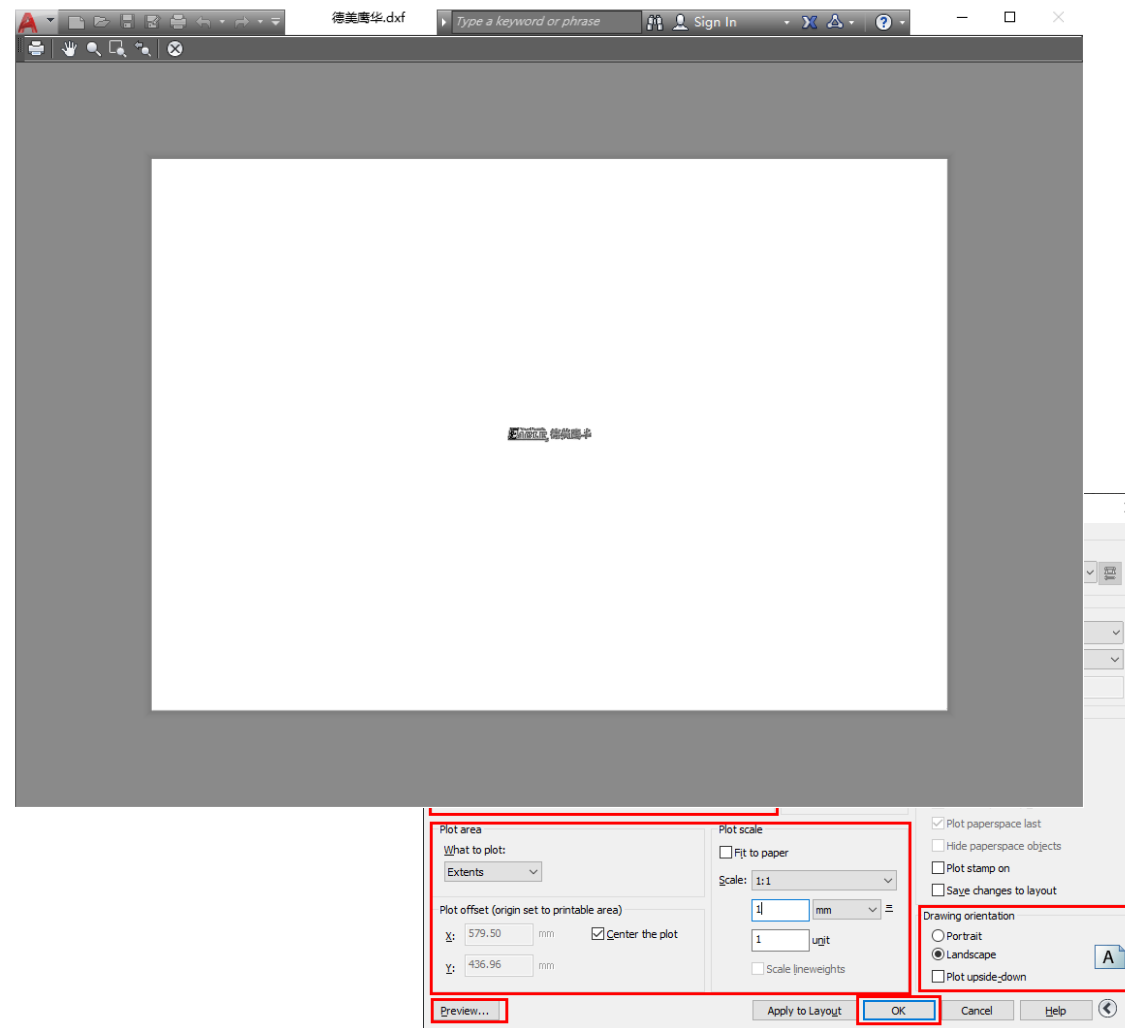 德美鹰华.dxf
Type a keyword or phrase
Sign In
Plot area
What to plot:
Extents
Plot offset (origin set to printable area)
X: 579.50 mm
Center the plot
Y: 436.96 mm
Plot scale
Fit to paper
Scale: 1:1
1 mm =
1 unit
Scale lineweights
Plot paperspace last
Hide paperspace objects
Plot stamp on
Save changes to layout
Drawing orientation
Portrait
Landscape
Plot upside-down
A
Preview...
Apply to Layout
OK
Cancel
Help